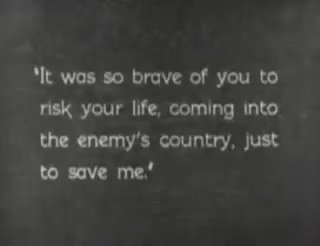 'It was so brave of you to
risk your life, coming into
the enemy's country, just
to save me.'